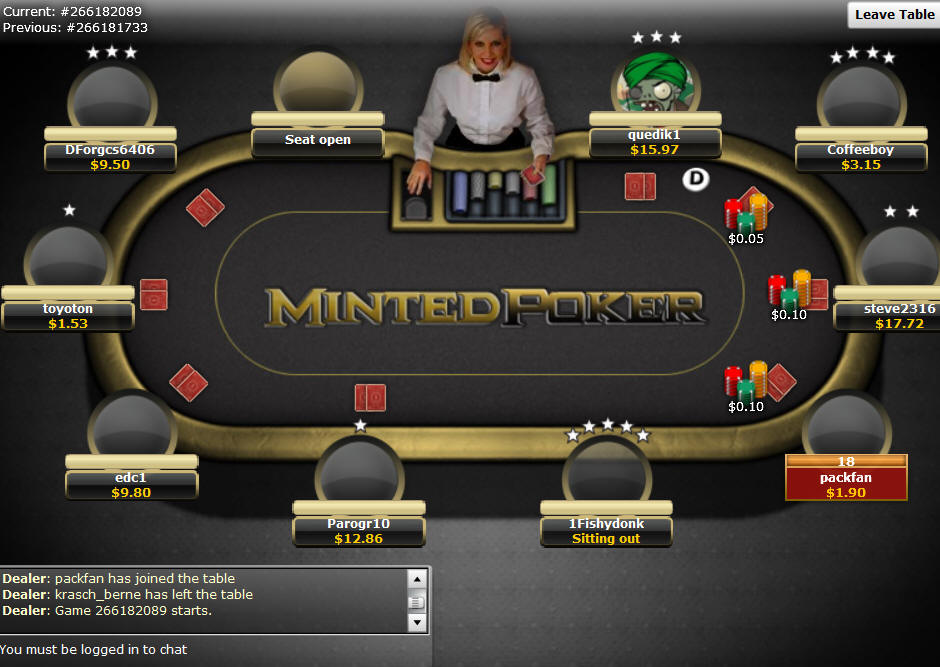 Current: #266182089
Previous: #266181733
Leave Table
DForgcs6406
$9.50
Seat open
quedik1
$15.97
Coffeeboy
$3.15
D
$0.05
toyoton
$1.53
MINTEDPOKER
$0.10
steve2316
$17.72
$0.10
edc1
$9.80
Parogr10
$12.86
1Fishydonk
Sitting out
18
packfan
$1.90
Dealer: packfan has joined the table
Dealer: krasch_berne has left the table
Dealer: Game 266182089 starts.
You must be logged in to chat